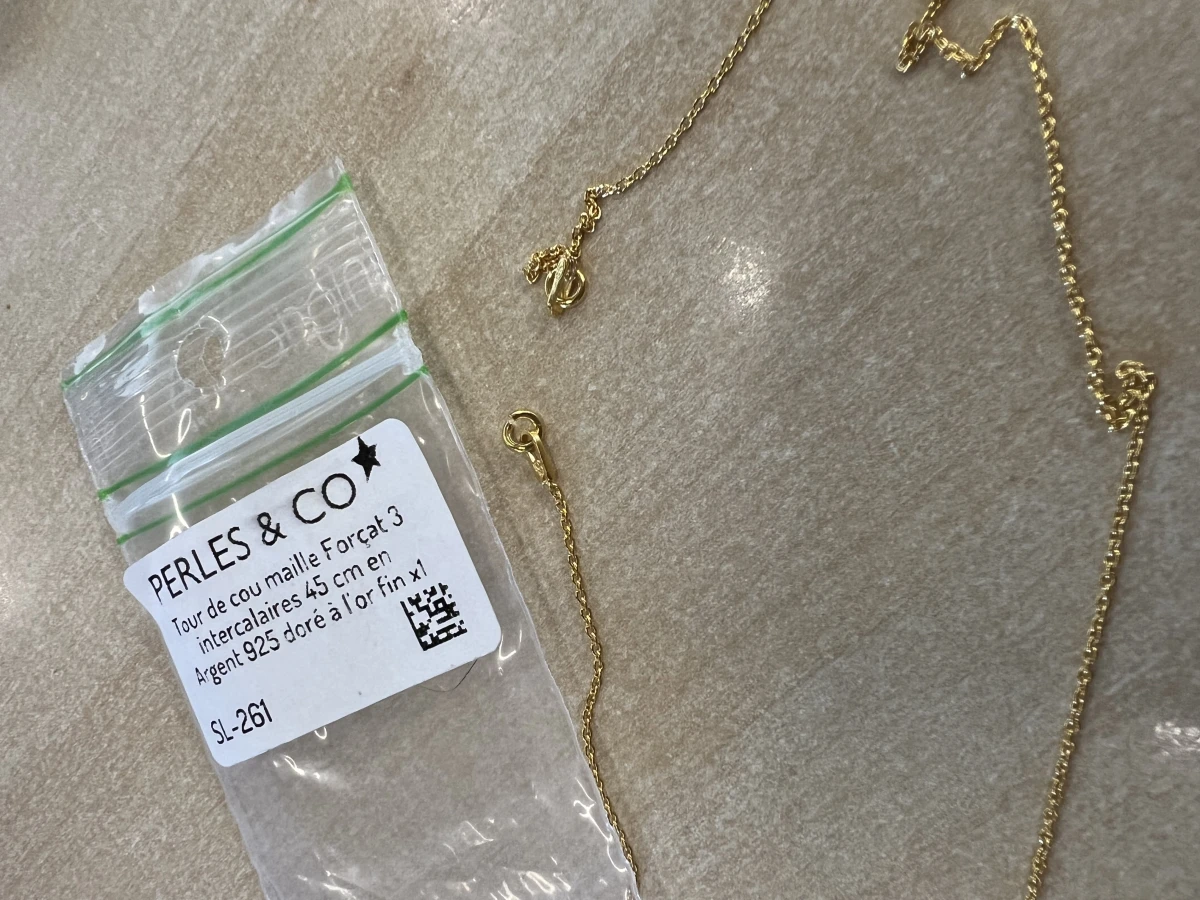 PERLES & CO
Tour de cou maille Forçat 3
intercalaires 45 cm en
Argent 925 doré à l'or fin x1
SL-261